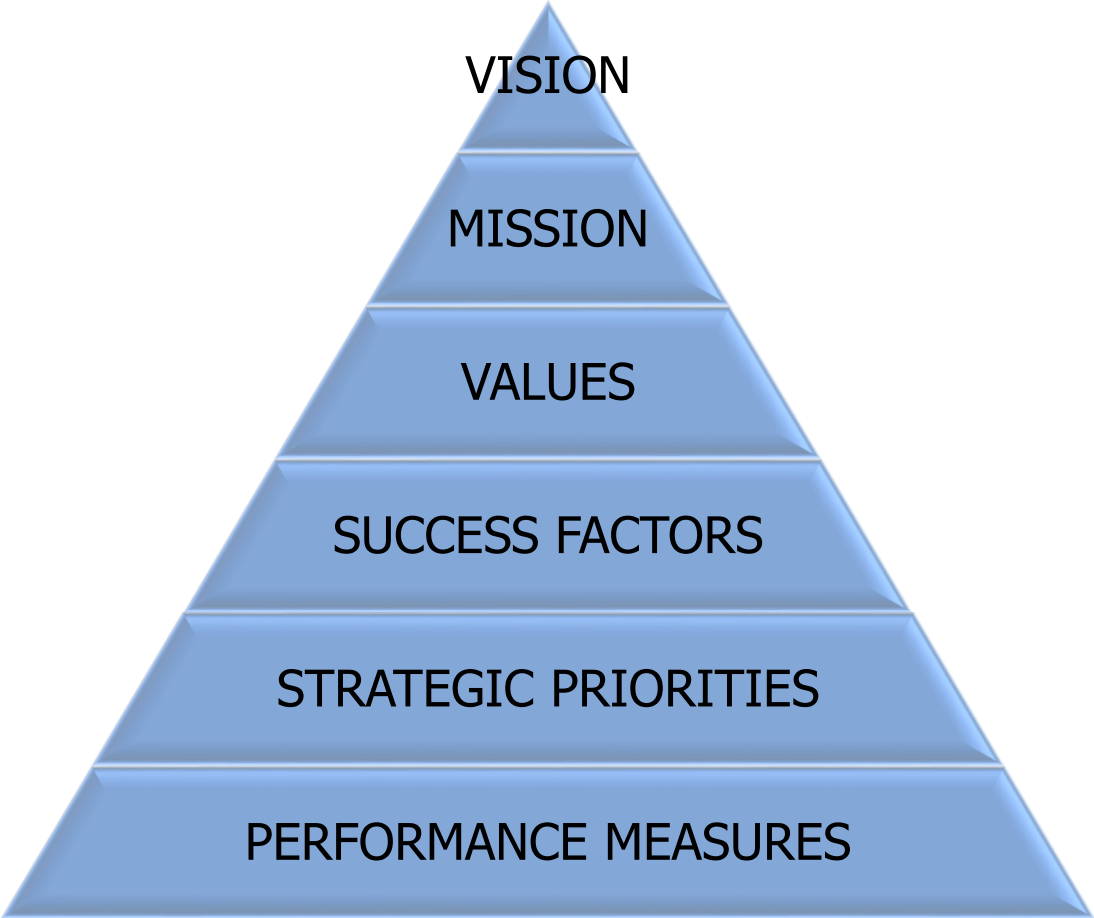 VISION
MISSION
VALUES
SUCCESS FACTORS
STRATEGIC PRIORITIES
PERFORMANCE MEASURES